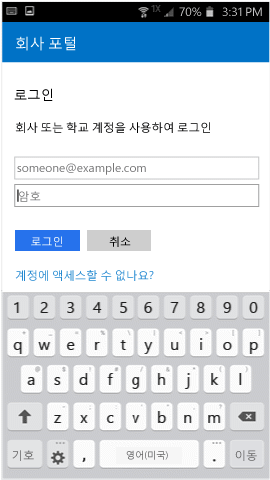 1X 70% 3:31 PM
회사 포털
로그인
회사 또는 학교 계정을 사용하여 로그인
someone@example.com
암호
로그인 취소
계정에 액세스할 수 없나요?
1 2 3 4 5 6 7 8 9 0
q w e r t y u i o p
a s d f g h j k l
z x c v b n m
기호 , 영어(미국) . 이동